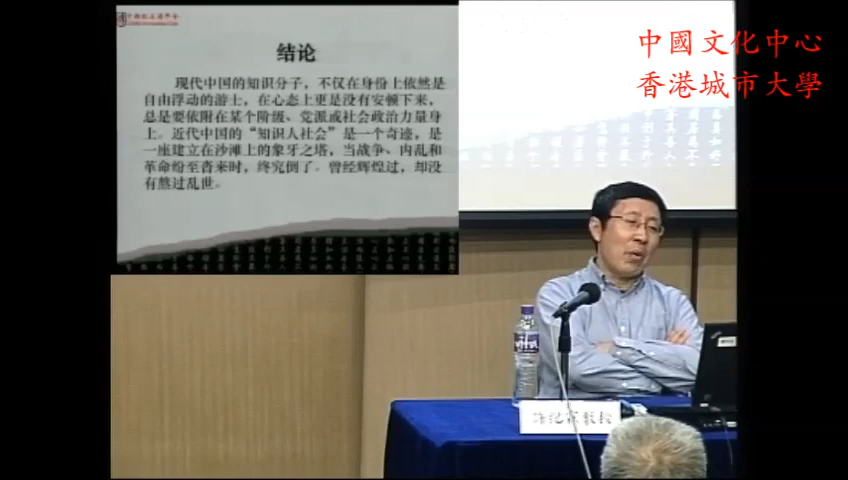 中國文化中心
香港城市大學
结论
现代中国的知识分子，不仅在身份上依然是
自由浮动的游士，在心态上更是没有安顿下来，
总是要依附在某个阶级、党派或社会政治力量身
上。近代中国的“知识人社会”是一个奇迹，是
一座建立在沙滩上的象牙之塔，当战争、内乱和
革命纷至沓来时，终究倒了。曾经辉煌过，却没
有熬过乱世。